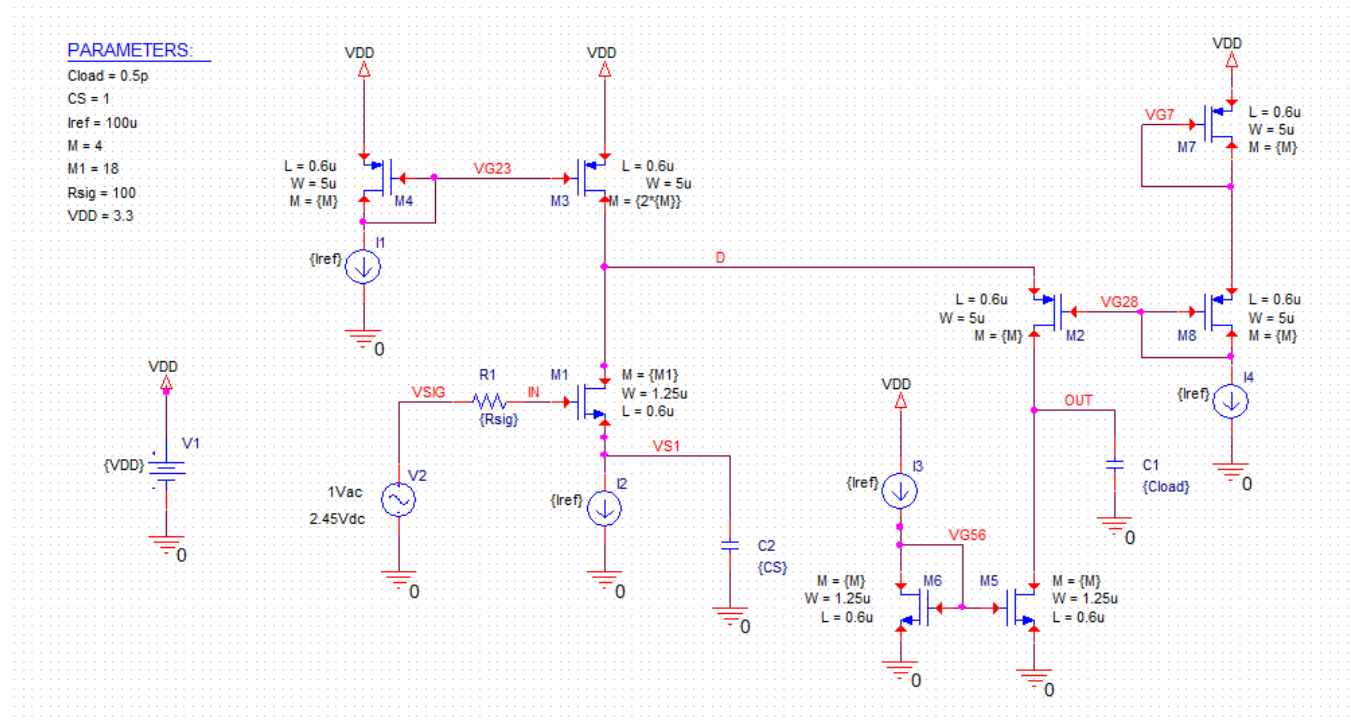 PARAMETERS:
Cload = 0.5p
CS = 1
Iref = 100u
M = 4
M1 = 18
Rsig = 100
VDD = 3.3
VDD
L = 0.6u
W = 5u
M = {M}
M4
VG23
I1
{Iref}
0
VDD
L = 0.6u
W = 5u
M3
M = {2*{M}}
D
VDD
V1
{VDD}
0
VSIG
R1
{Rsig}
IN
V2
1Vac
2.45Vdc
0
M1
M = {M1}
W = 1.25u
L = 0.6u
VS1
I2
{Iref}
0
C2
{CS}
0
VDD
VG7
L = 0.6u
W = 5u
M7
M = {M}
L = 0.6u
W = 5u
M = {M}
M2
VG28
L = 0.6u
W = 5u
M8
M = {M}
I4
{Iref}
0
OUT
C1
{Cload}
0
VDD
I3
{Iref}
VG56
M = {M}
M6
W = 1.25u
L = 0.6u
0
M5
M = {M}
W = 1.25u
L = 0.6u
0